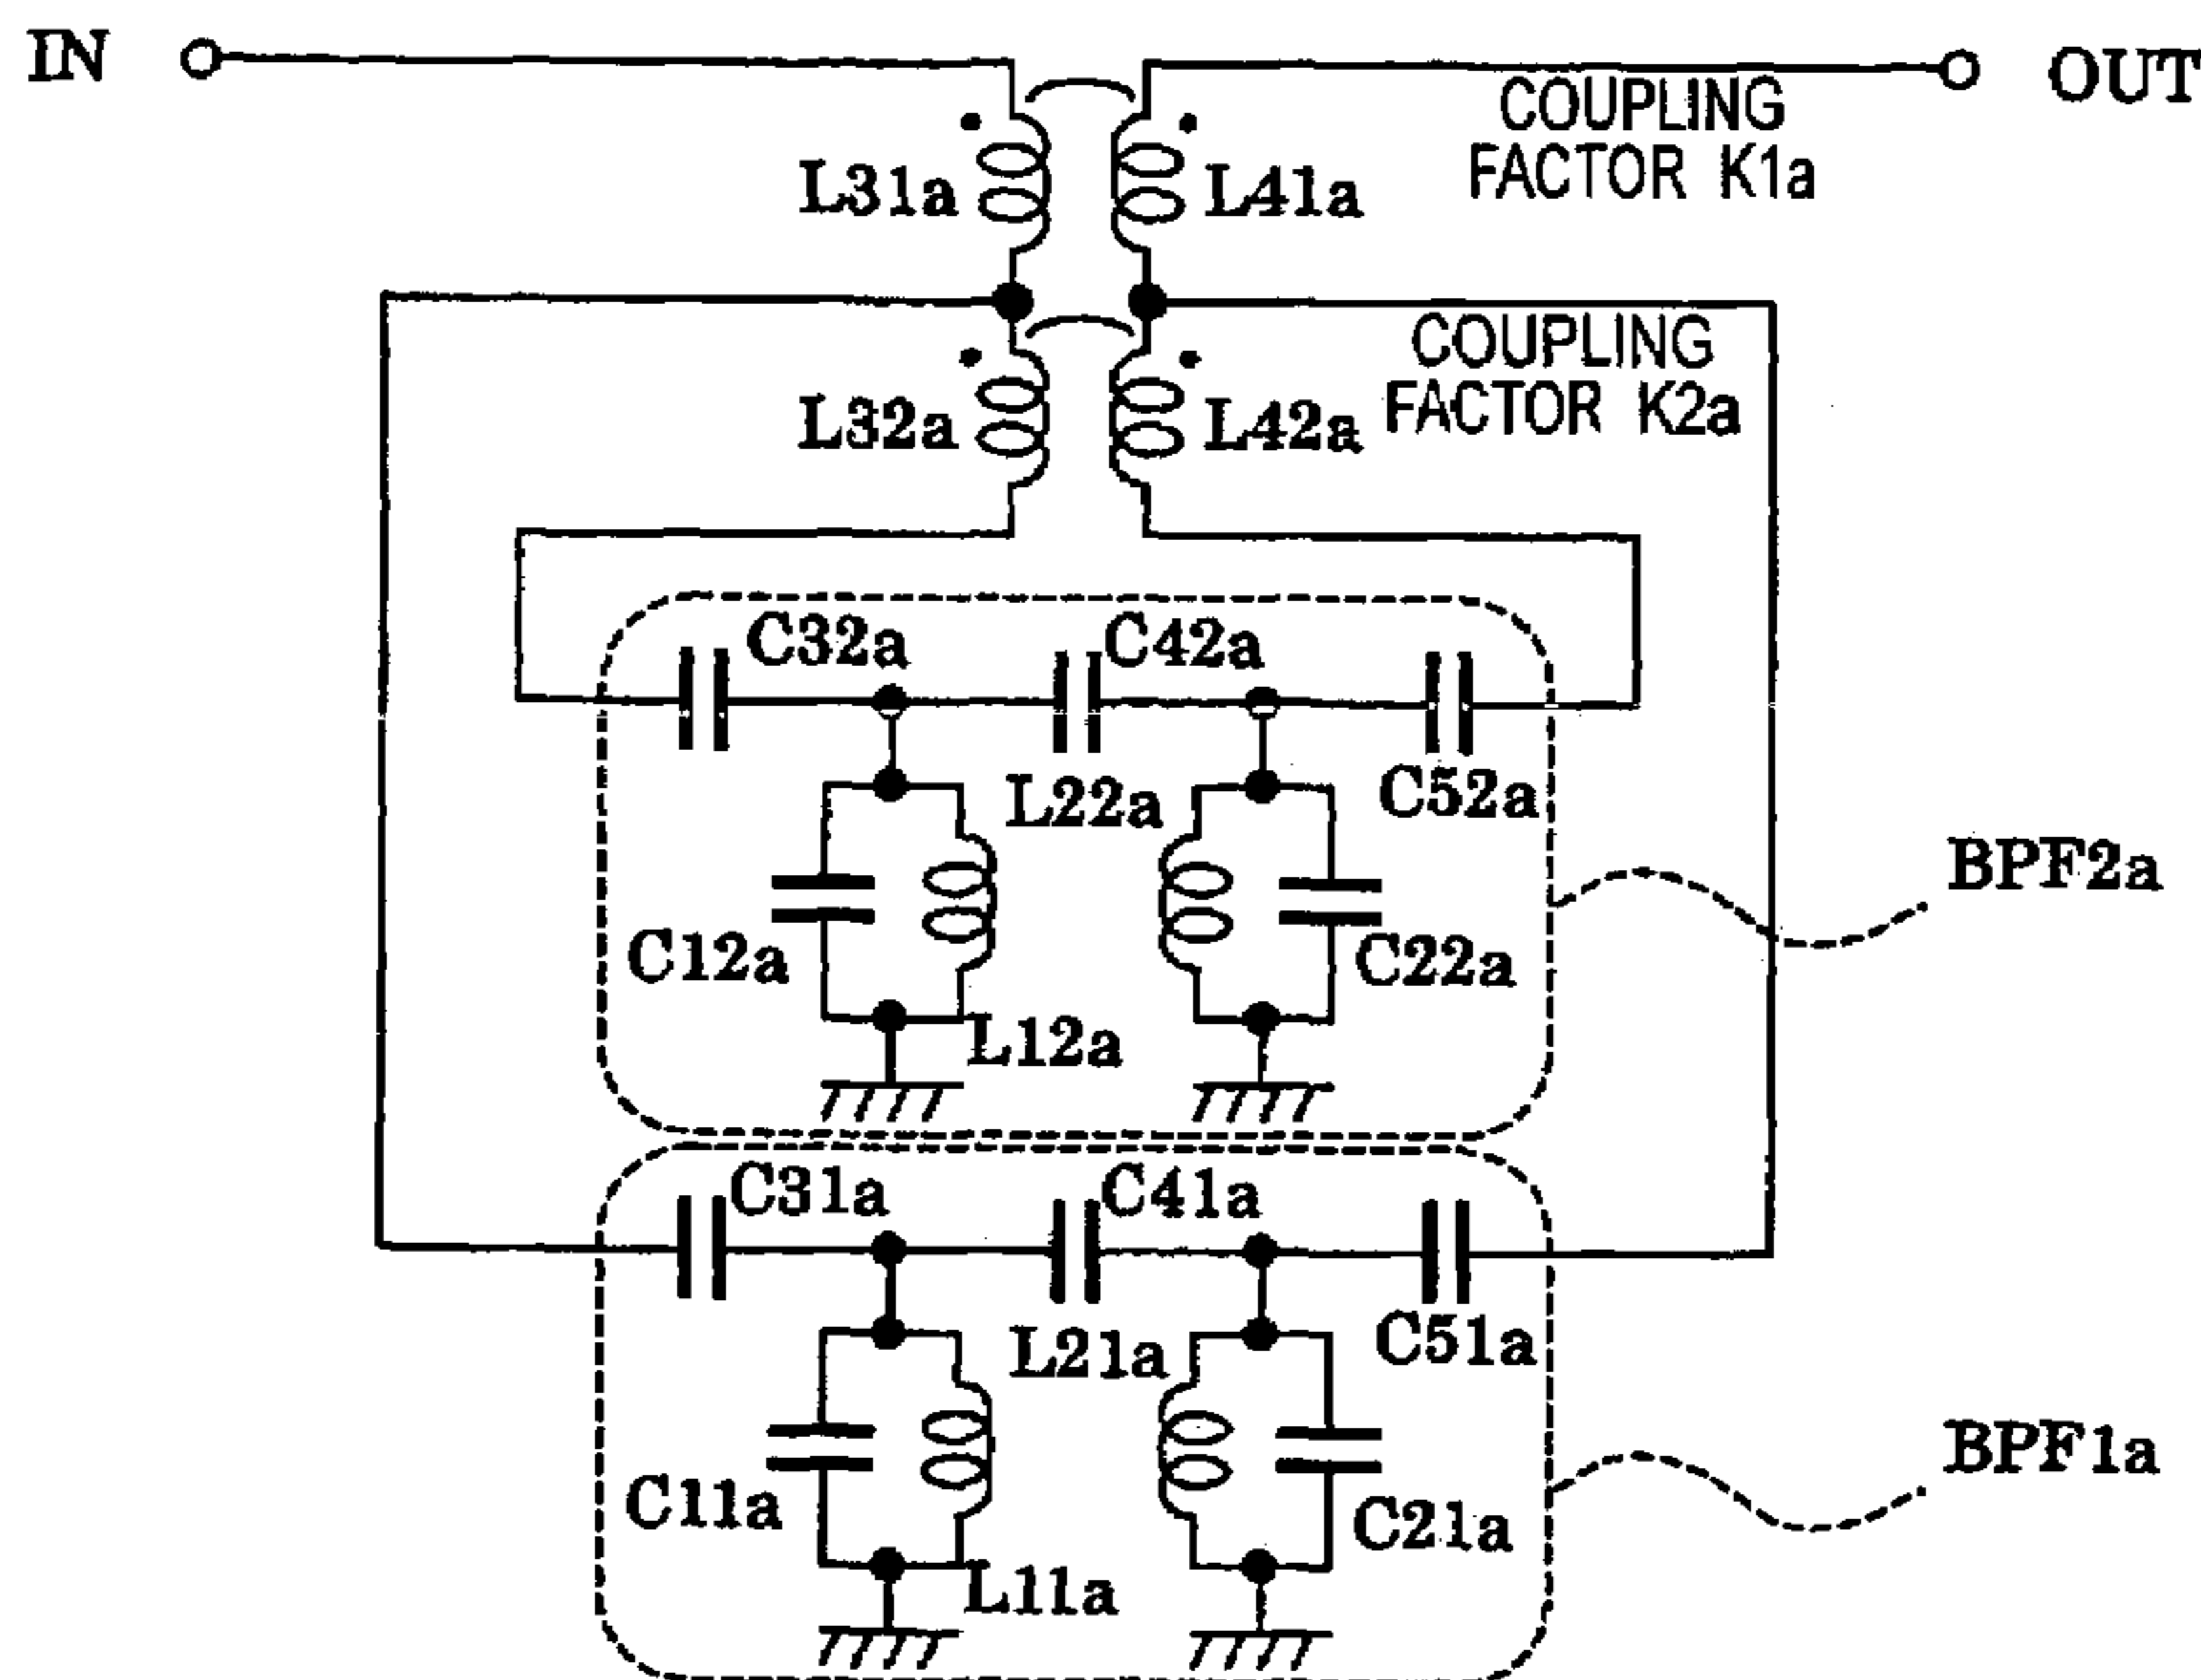 IN
OUT
COUPLING
FACTOR K1a
L31a
L41a
COUPLING
FACTOR K2a
L32a
L42a
C32a
C42a
L22a
C52a
BPF2a
C12a
C22a
L12a
C31a
C41a
L21a
C51a
BPF1a
C11a
C21a
L11a